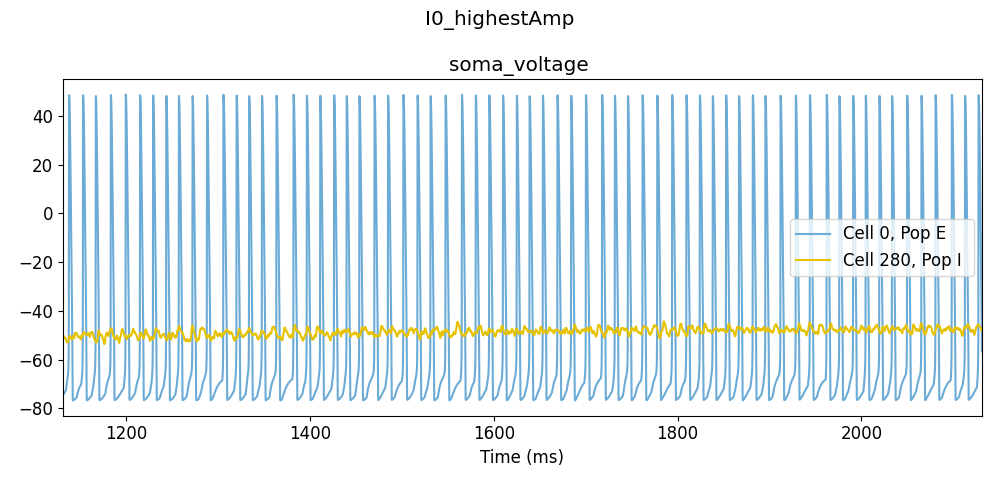 I0_highestAmp
soma_voltage
40
20
0
−20
−40
−60
−80
Cell 0, Pop E
Cell 280, Pop I
1200 1400 1600 1800 2000
Time (ms)